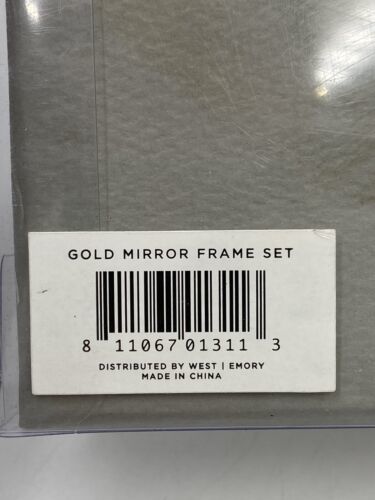 GOLD MIRROR FRAME SET
8 11067 01311 3
DISTRIBUTED BY WEST | EMORY
MADE IN CHINA